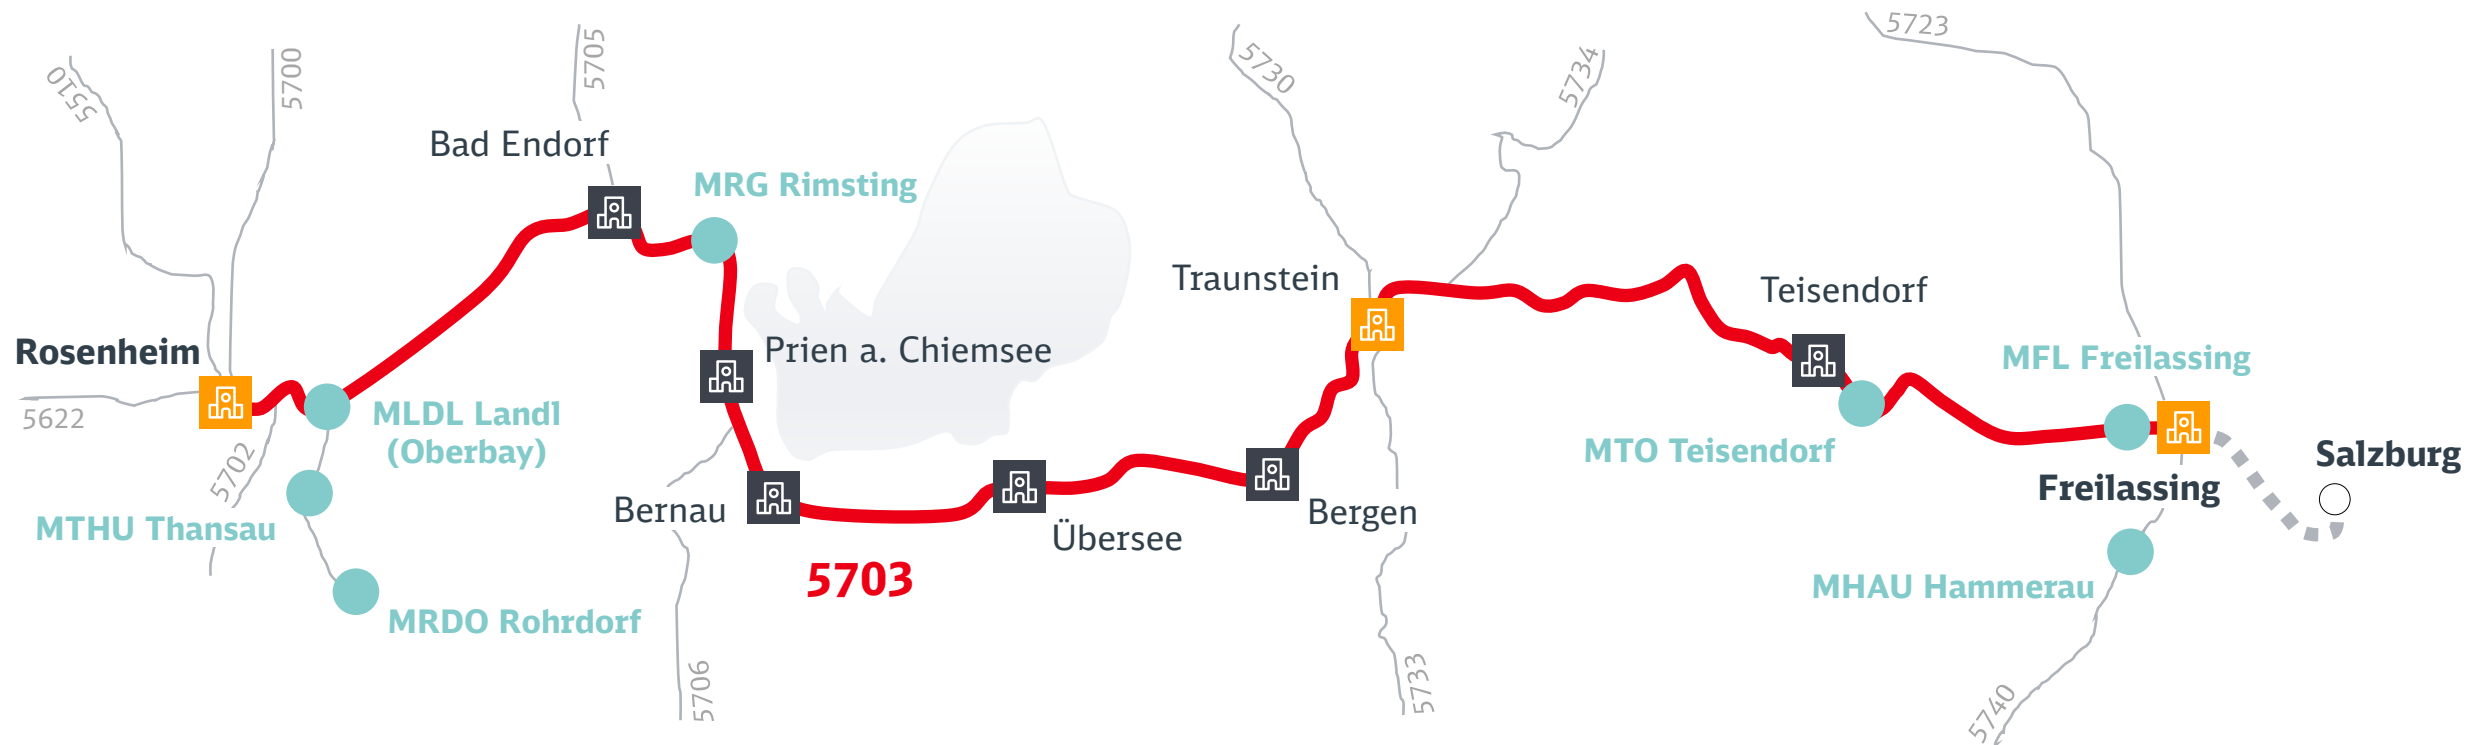 5510
5700
5705
5730
5734
5723
Bad Endorf
MRG Rimsting
Traunstein
Teisendorf
Rosenheim
Prien a. Chiemsee
MFL Freilassing
5622
MLDL Landl
(Oberbay)
MTO Teisendorf
Salzburg
5702
Freilassing
MTHU Thansau
Bernau
Bergen
Übersee
5703
MHAU Hammerau
MRDO Rohrdorf
5706
5733
5740